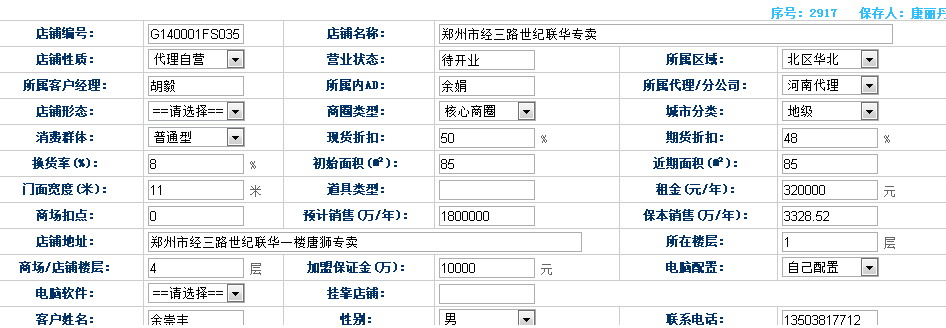 序号：2917 保存人：康丽丹
店铺编号： G140001FS035 店铺名称： 郑州市经三路世纪联华专卖
店铺性质： 代理自营 营业状态： 待开业 所属区域： 北区华北
所属客户经理： 胡毅 所属内AD： 余娟 所属代理/分公司： 河南代理
店铺形态： ==请选择== 商圈类型： 核心商圈 城市分类： 地级
消费群体： 普通型 现货折扣： 50 % 期货折扣： 48 %
换货率(%)： 8 % 初始面积(m²)： 85 近期面积(m²)： 85
门面宽度(米)： 11 米 道具类型： 租金(元/年)： 320000 元
商场扣点： 0 预计销售(万/年)： 1800000 保本销售(万/年)： 3328.52
店铺地址： 郑州市经三路世纪联华一楼唐狮专卖 所在楼层： 1 层
商场/店铺楼层： 4 层 加盟保证金(万)： 10000 元 电脑配置： 自己配置
电脑软件： ==请选择== 挂靠店铺：
客户姓名： 余崇丰 性别： 男 联系电话： 13503817712